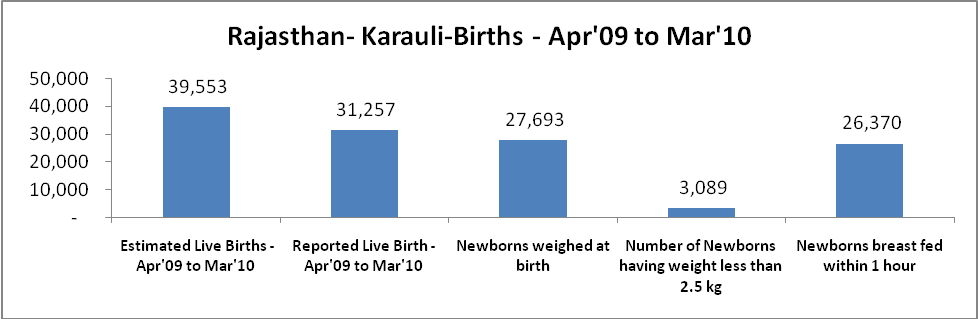 Rajasthan- Karauli-Births - Apr'09 to Mar'10
50,000
40,000
30,000
20,000
10,000
-
39,553
31,257
27,693
3,089
26,370
Estimated Live Births -
Apr'09 to Mar'10
Reported Live Birth -
Apr'09 to Mar'10
Newborns weighed at
birth
Number of Newborns
having weight less than
2.5 kg
Newborns breast fed
within 1 hour